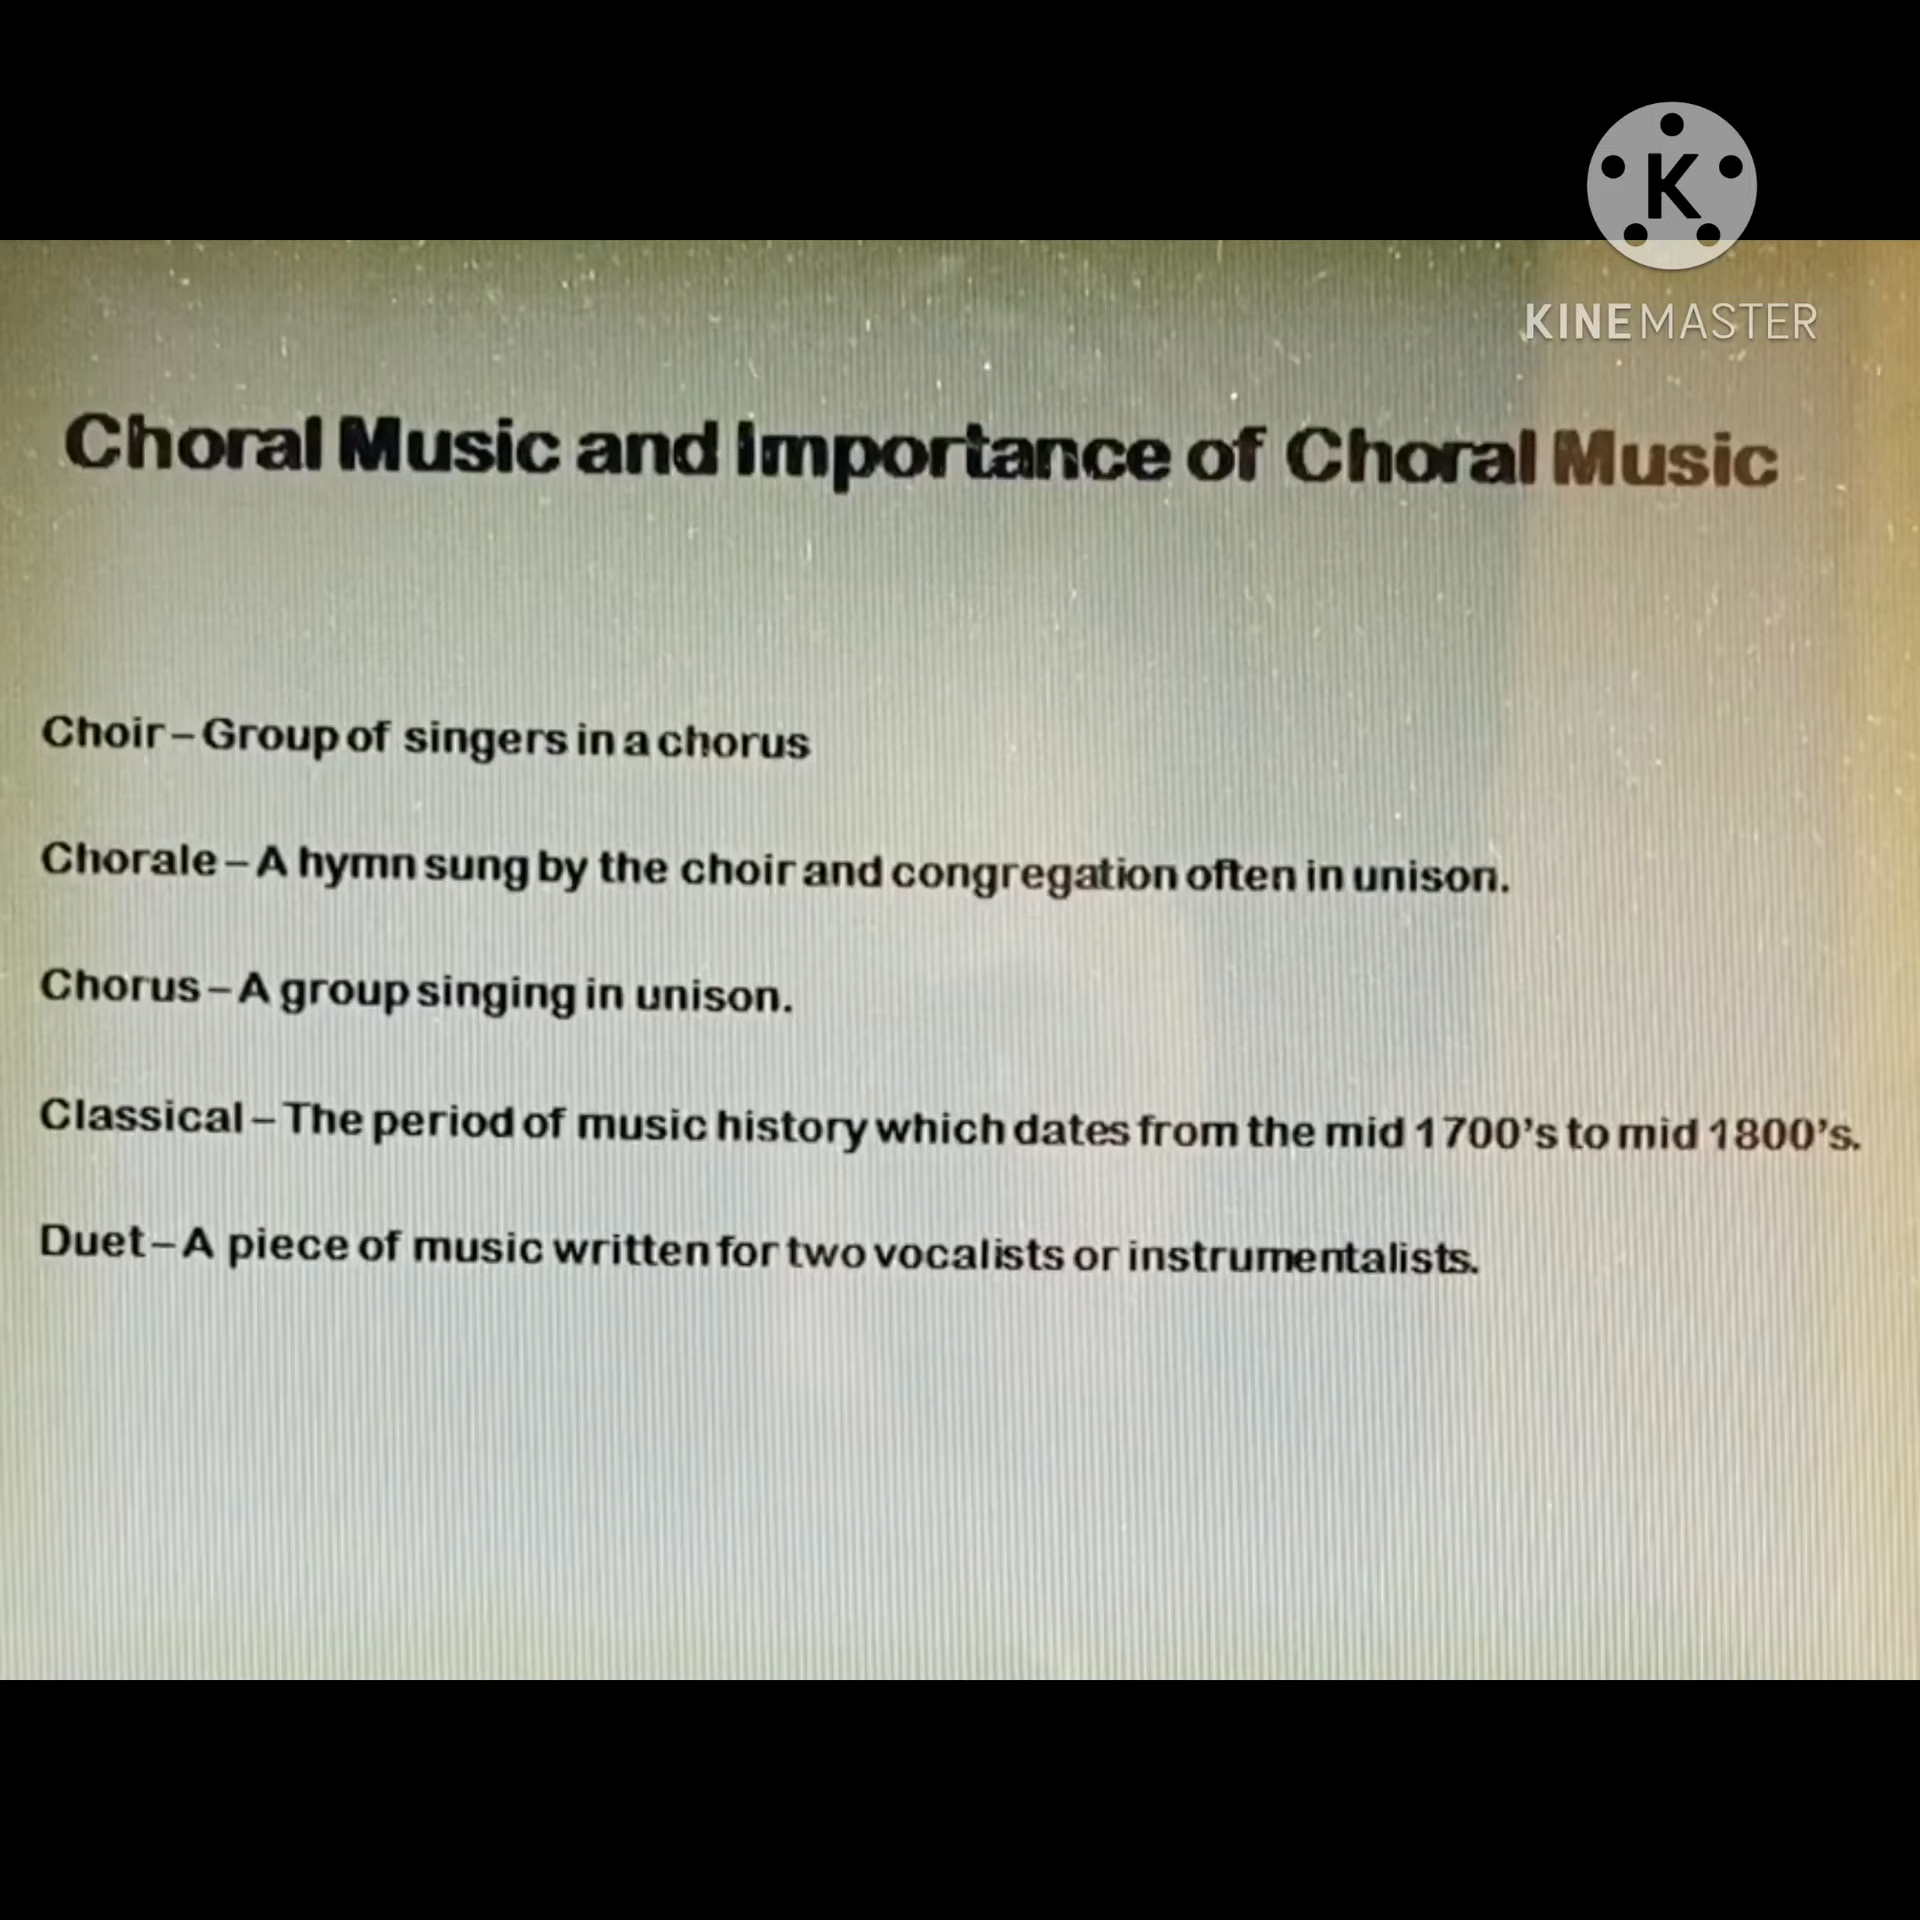 K
KINEMASTER
Choral Music and Importance of Choral Music
Choir – Group of singers in a chorus
Chorale – A hymn sung by the choir and congregation often in unison.
Chorus – A group singing in unison.
Classical – The period of music history which dates from the mid 1700’s to mid 1800’s.
Duet – A piece of music written for two vocalists or instrumentalists.